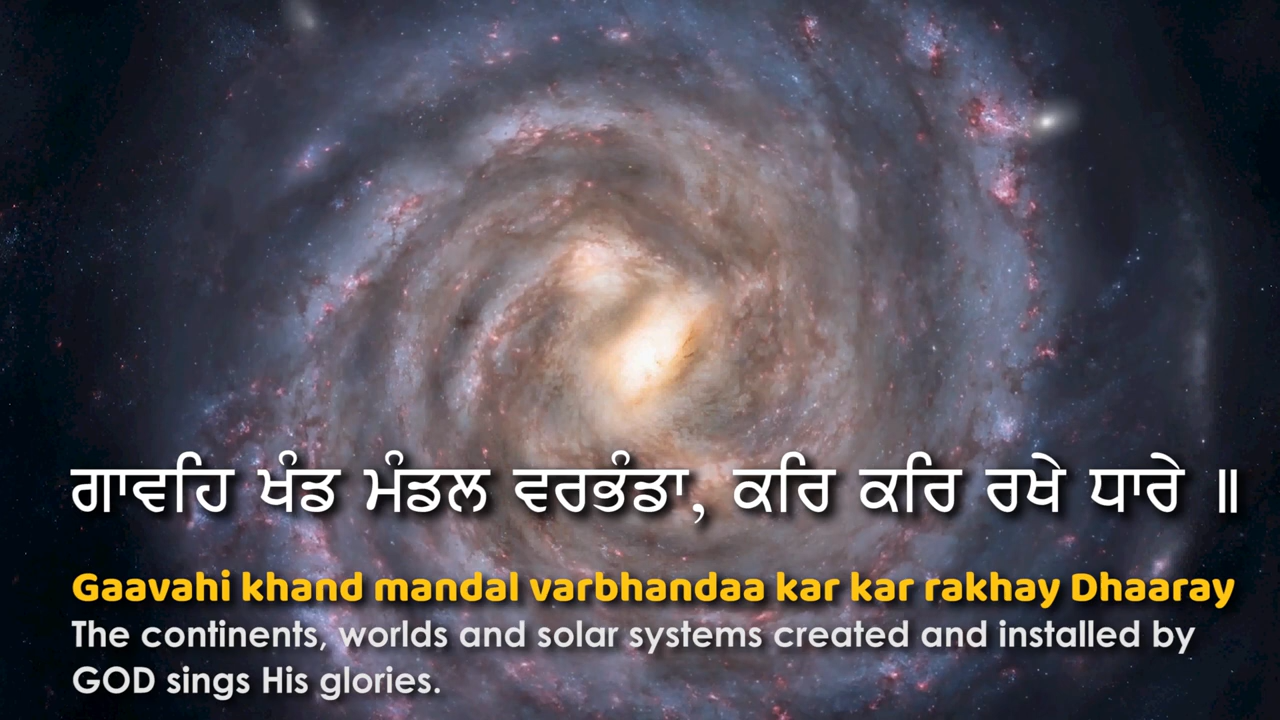 ਗਾਵਹਿ ਖੰਡ ਮੰਡਲ ਵਰਭੰਡਾ, ਕਰਿ ਕਰਿ ਰਖੇ ਧਾਰੇ ॥
Gaavahi khand mandal varbhandaa kar kar rakhay Dhaaray
The continents, worlds and solar systems created and installed by
GOD sings His glories.